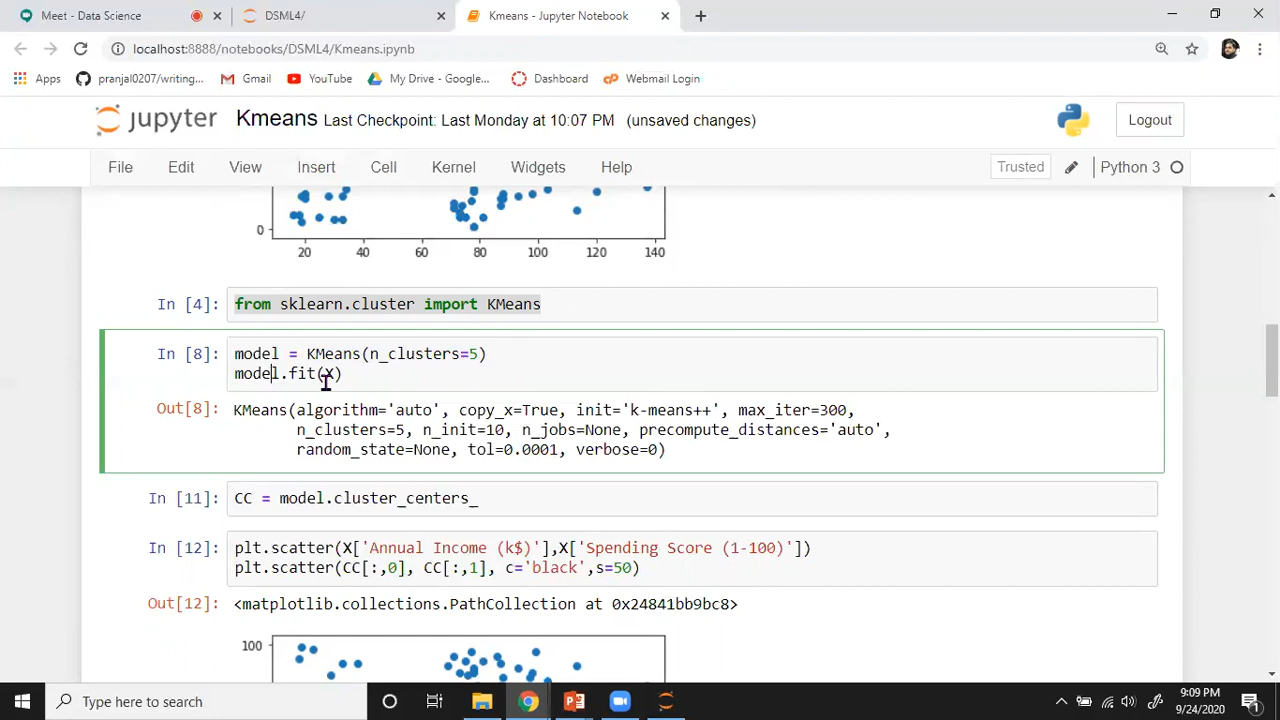 Meet - Data Science
DSML4/
Kmeans - Jupyter Notebook
localhost:8888/notebooks/DSML4/Kmeans.ipynb
Apps pranjal0207/writing... Gmail YouTube My Drive - Google... Dashboard Webmail Login
jupyter Kmeans Last Checkpoint: Last Monday at 10:07 PM (unsaved changes) Logout
File Edit View Insert Cell Kernel Widgets Help Trusted Python 3
0
20 40 60 80 100 120 140
In [4]: from sklearn.cluster import KMeans
In [8]: model = KMeans(n_clusters=5)
model.fit(X)
Out[8]: KMeans(algorithm='auto', copy_x=True, init='k-means++', max_iter=300,
n_clusters=5, n_init=10, n_jobs=None, precompute_distances='auto',
random_state=None, tol=0.0001, verbose=0)
In [11]: CC = model.cluster_centers_
In [12]: plt.scatter(X['Annual Income (k$)'],X['Spending Score (1-100)'])
plt.scatter(CC[:,0], CC[:,1], c='black',s=50)
Out[12]: <matplotlib.collections.PathCollection at 0x24841bb9bc8>
100
Type here to search
9:09 PM
9/24/2020
1